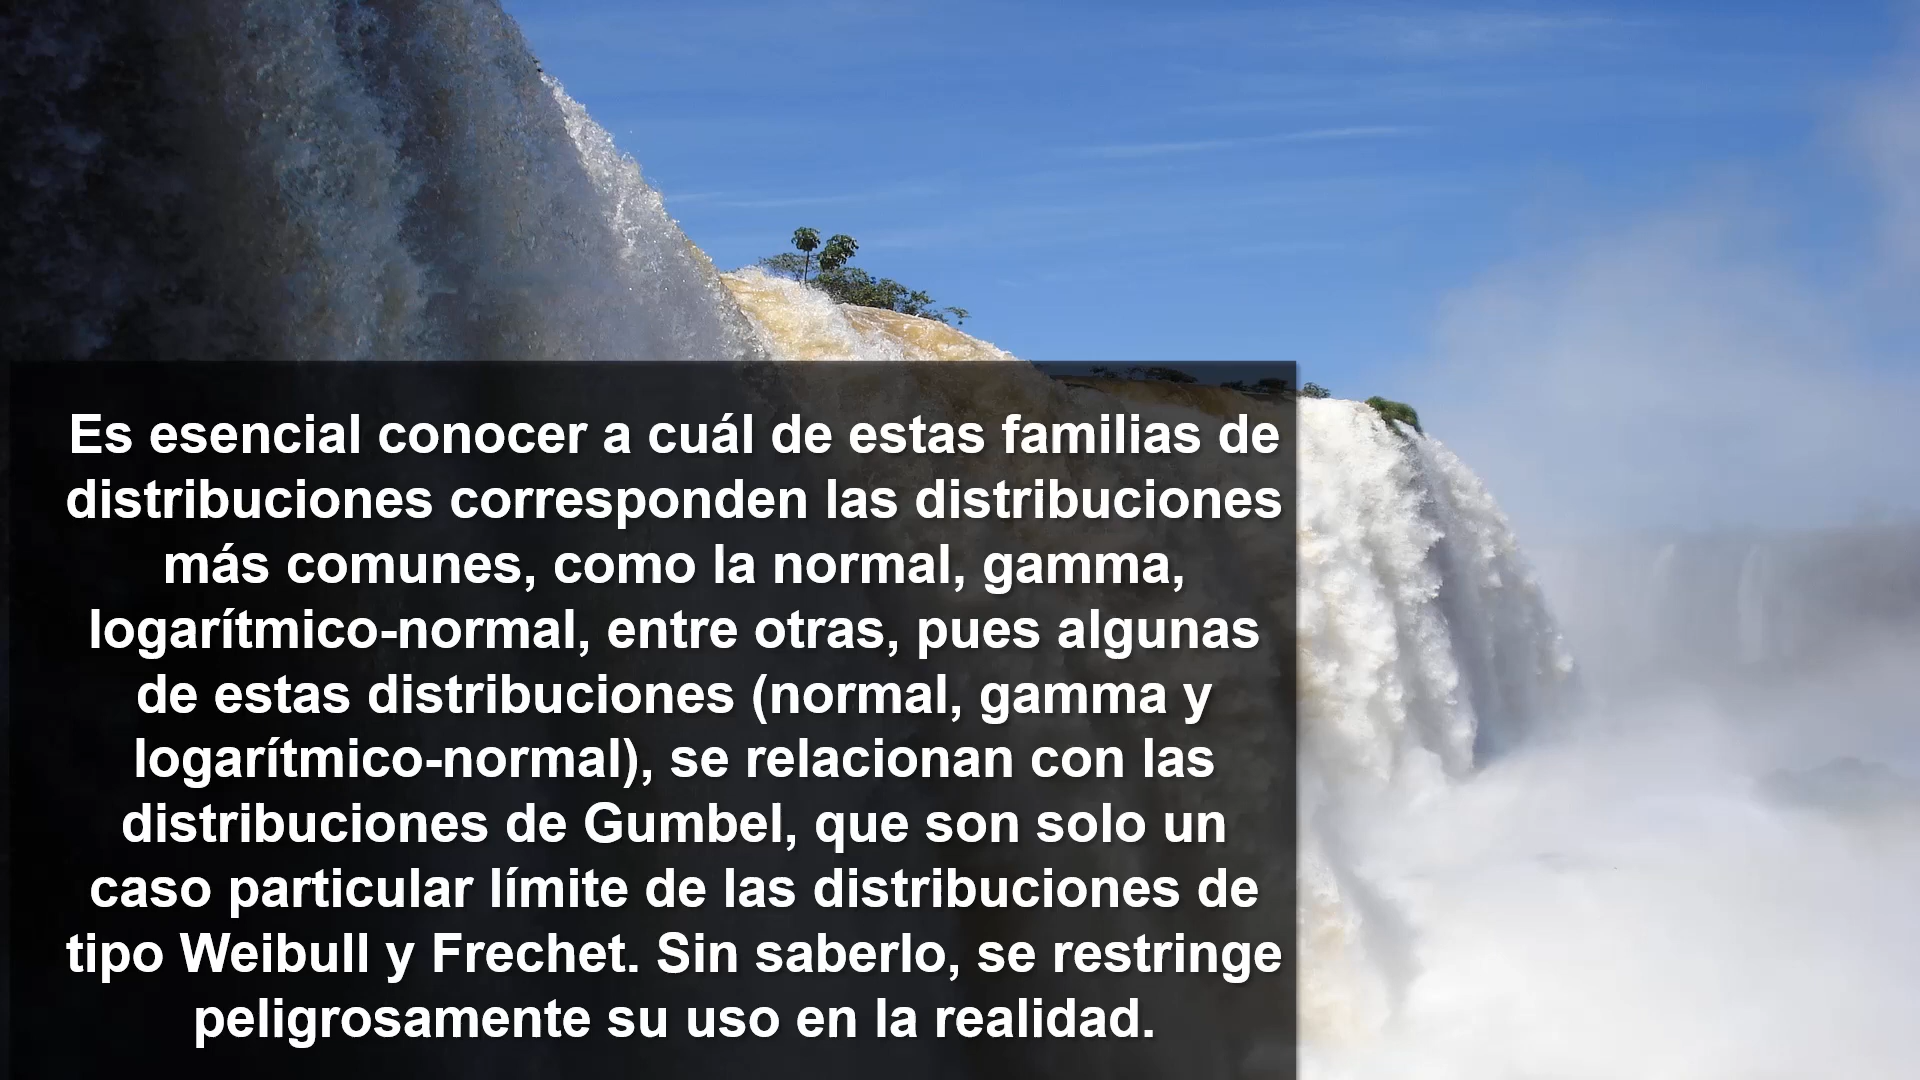 Es esencial conocer a cuál de estas familias de
distribuciones corresponden las distribuciones
más comunes, como la normal, gamma,
logarítmico-normal, entre otras, pues algunas
de estas distribuciones (normal, gamma y
logarítmico-normal), se relacionan con las
distribuciones de Gumbel, que son solo un
caso particular límite de las distribuciones de
tipo Weibull y Frechet. Sin saberlo, se restringe
peligrosamente su uso en la realidad.